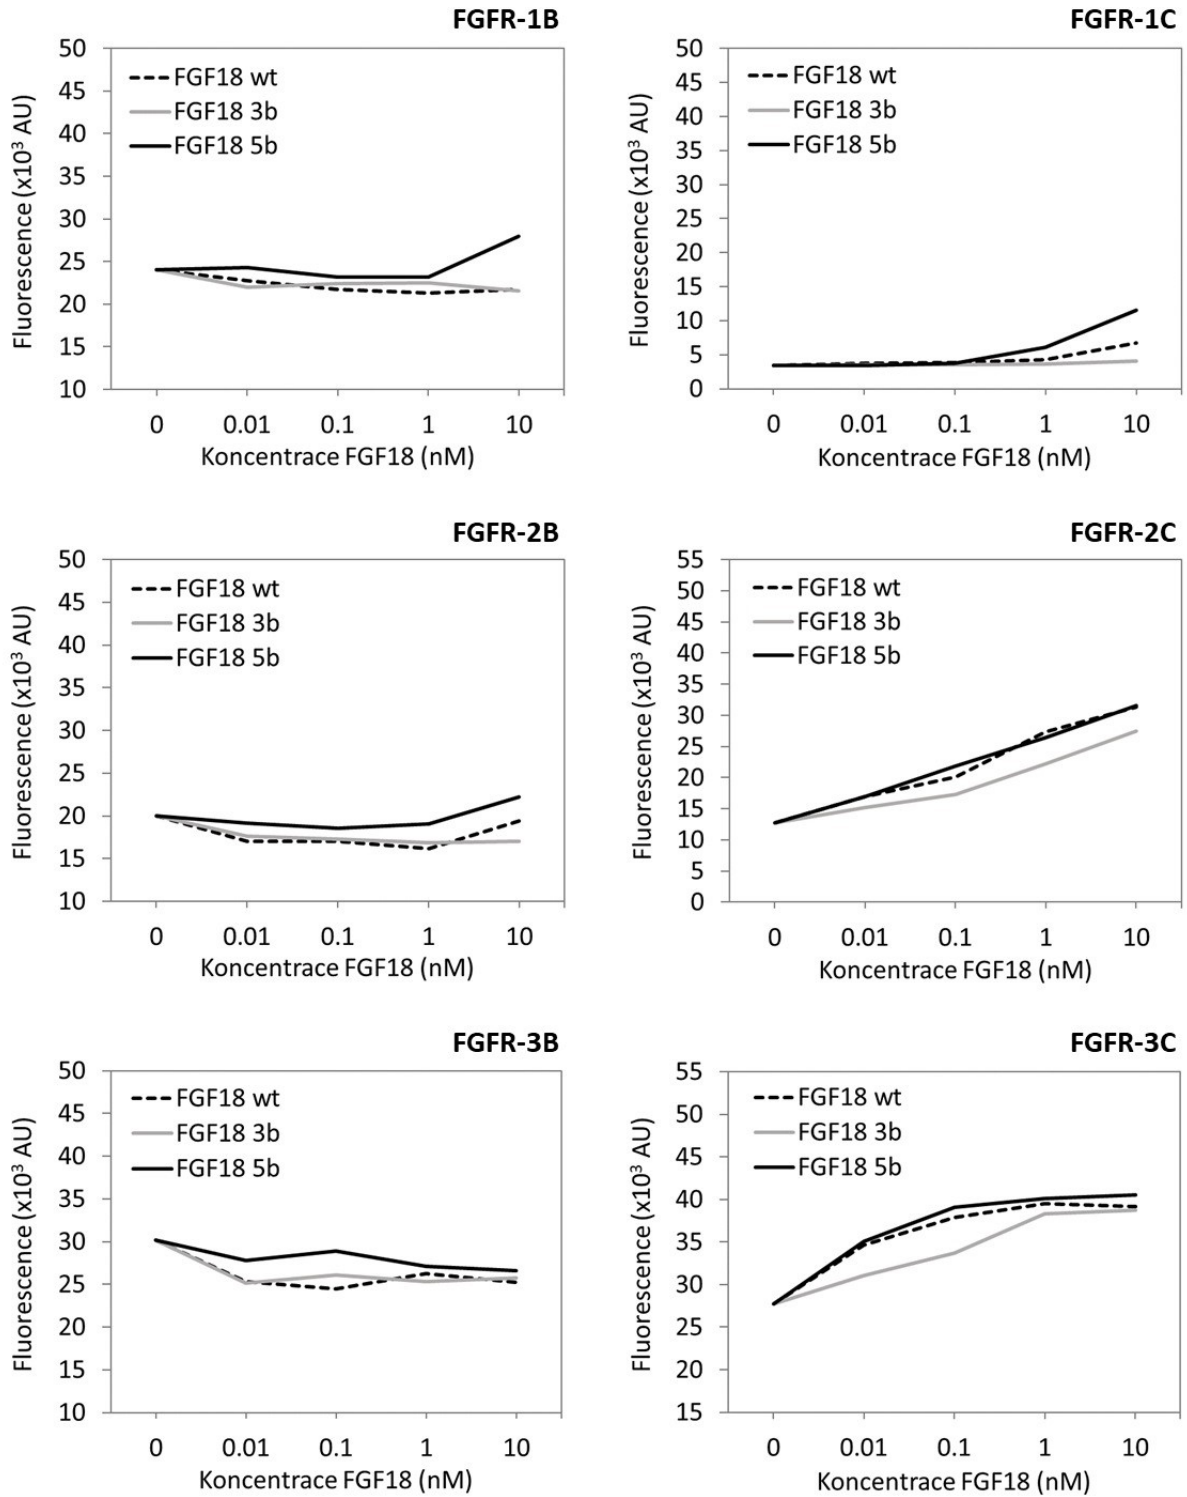 FGFR-1B
50
45
40
35
30
25
20
15
10
Fluorescence (x10³ AU)
FGF18 wt
FGF18 3b
FGF18 5b
0 0.01 0.1 1 10
Koncentrace FGF18 (nM)
FGFR-1C
50
45
40
35
30
25
20
15
10
5
0
Fluorescence (x10³ AU)
FGF18 wt
FGF18 3b
FGF18 5b
0 0.01 0.1 1 10
Koncentrace FGF18 (nM)
FGFR-2B
50
45
40
35
30
25
20
15
10
Fluorescence (x10³ AU)
FGF18 wt
FGF18 3b
FGF18 5b
0 0.01 0.1 1 10
Koncentrace FGF18 (nM)
FGFR-2C
55
50
45
40
35
30
25
20
15
10
5
0
Fluorescence (x10³ AU)
FGF18 wt
FGF18 3b
FGF18 5b
0 0.01 0.1 1 10
Koncentrace FGF18 (nM)
FGFR-3B
50
45
40
35
30
25
20
15
10
Fluorescence (x10³ AU)
FGF18 wt
FGF18 3b
FGF18 5b
0 0.01 0.1 1 10
Koncentrace FGF18 (nM)
FGFR-3C
55
50
45
40
35
30
25
20
15
Fluorescence (x10³ AU)
FGF18 wt
FGF18 3b
FGF18 5b
0 0.01 0.1 1 10
Koncentrace FGF18 (nM)